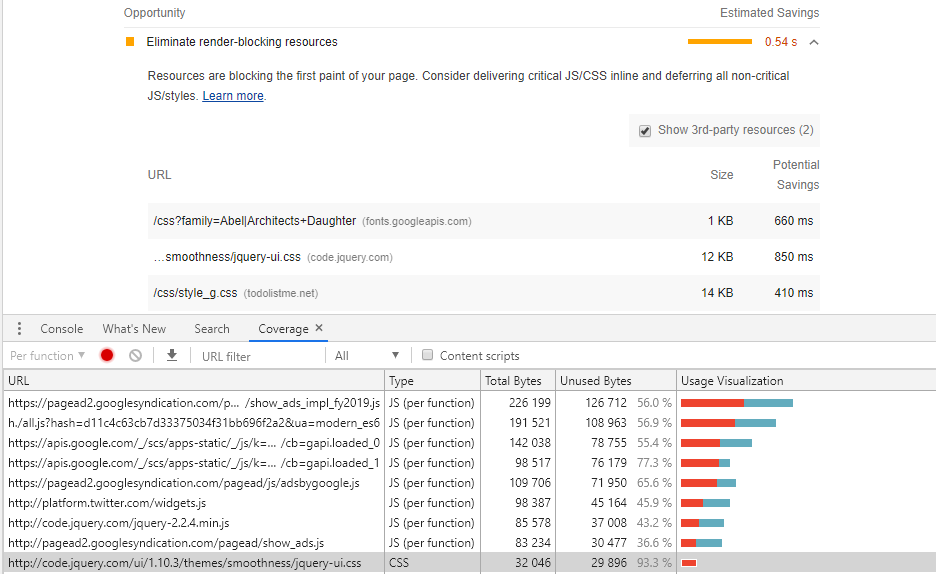 Opportunity Estimated Savings
Eliminate render-blocking resources 0.54 s
Resources are blocking the first paint of your page. Consider delivering critical JS/CSS inline and deferring all non-critical
JS/styles. Learn more.
Show 3rd-party resources (2)
URL Size Potential Savings
/css?family=Abel|Architects+Daughter (fonts.googleapis.com) 1 KB 660 ms
…smoothness/jquery-ui.css (code.jquery.com) 12 KB 850 ms
/css/style_g.css (todolistme.net) 14 KB 410 ms
Console What's New Search Coverage ×
Per function ▼ URL filter All ▼ Content scripts
URL Type Total Bytes Unused Bytes Usage Visualization
https://pagead2.googlesyndication.com/p… /show_ads_impl_fy2019.js JS (per function) 226 199 126 712 56.0 %
h./all.js?hash=d11c4c63cb7d33375034f31bb696f2a2&ua=modern_es6 JS (per function) 191 521 108 963 56.9 %
https://apis.google.com/_/scs/apps-static/_/js/k=… /cb=gapi.loaded_0 JS (per function) 142 038 78 755 55.4 %
https://apis.google.com/_/scs/apps-static/_/js/k=… /cb=gapi.loaded_1 JS (per function) 98 517 76 179 77.3 %
https://pagead2.googlesyndication.com/pagead/js/adsbygoogle.js JS (per function) 109 706 71 950 65.6 %
http://platform.twitter.com/widgets.js JS (per function) 98 387 45 164 45.9 %
http://code.jquery.com/jquery-2.2.4.min.js JS (per function) 85 578 37 008 43.2 %
http://pagead2.googlesyndication.com/pagead/show_ads.js JS (per function) 83 234 30 477 36.6 %
http://code.jquery.com/ui/1.10.3/themes/smoothness/jquery-ui.css CSS 32 046 29 896 93.3 %